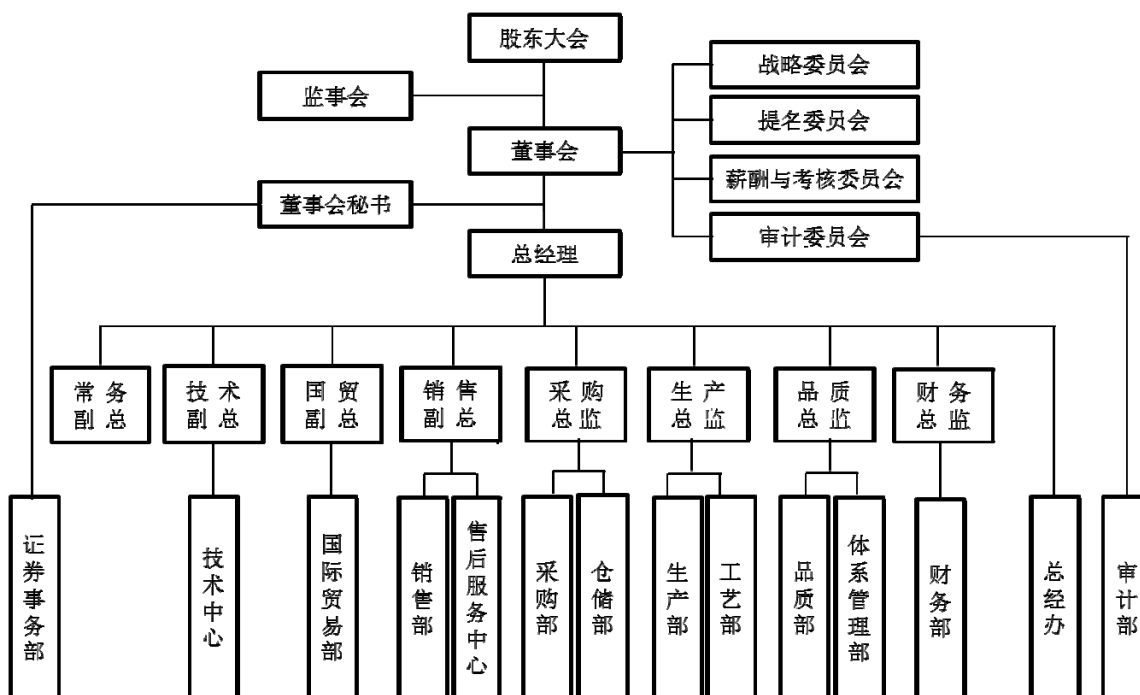 股东大会
战略委员会
监事会
提名委员会
董事会
薪酬与考核委员会
董事会秘书
审计委员会
总经理
常务
副总
技术
副总
国贸
副总
销售
副总
采购
总监
生产
总监
品质
总监
财务
总监
证券事务部
技术中心
国际贸易部
销售部
售后服务中心
采购部
仓储部
生产部
工艺部
品质部
体系管理部
财务部
总经办
审计部